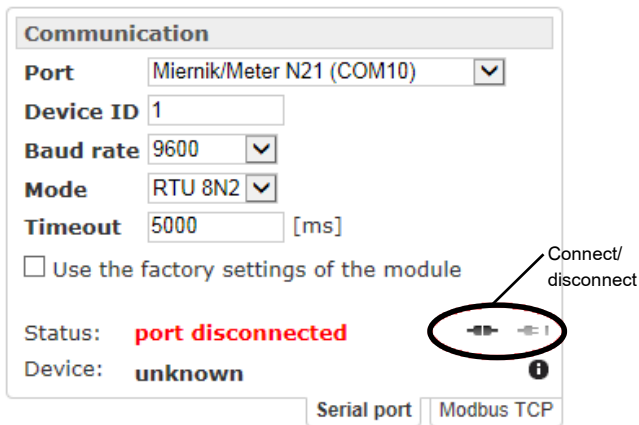 Communication
Port Miernik/Meter N21 (COM10)
Device ID 1
Baud rate 9600
Mode RTU 8N2
Timeout 5000 [ms]
Use the factory settings of the module
Connect/
disconnect
Status: port disconnected
Device: unknown
Serial port Modbus TCP